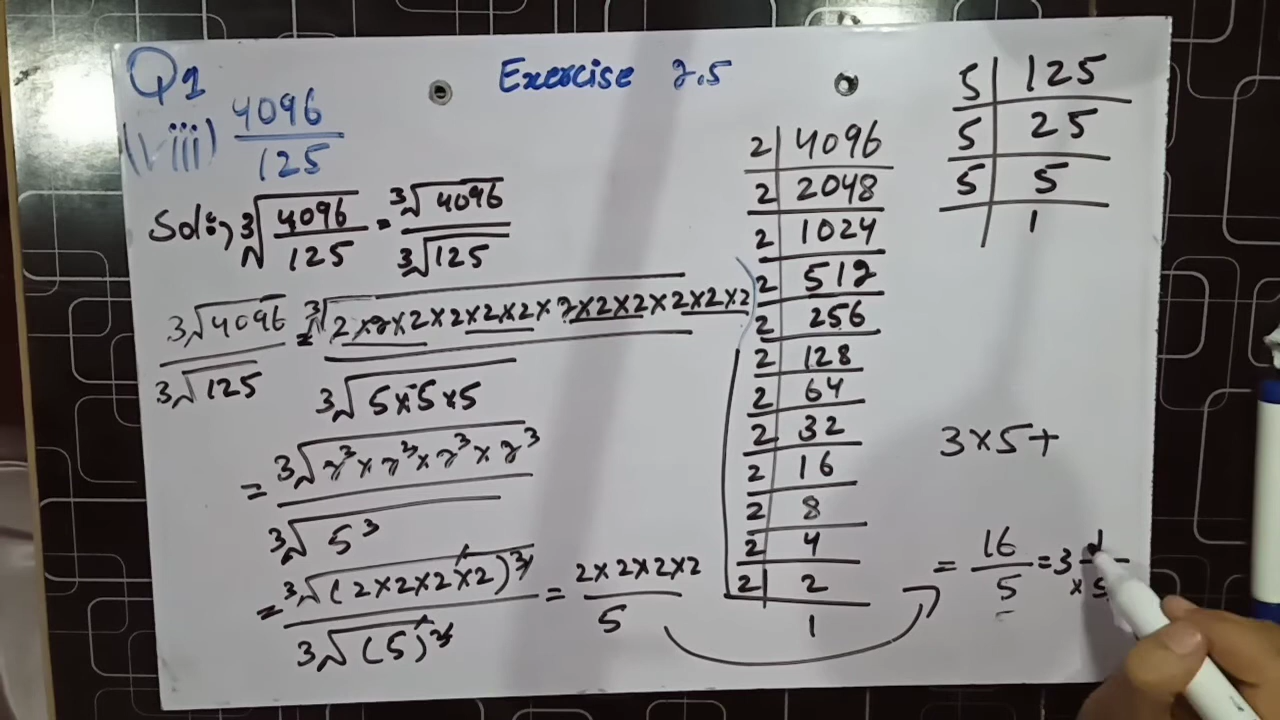 Q1
Exercise 2.5
(viii) 4096/125
Sol:, ∛(4096/125) = ∛4096/∛125
∛4096/∛125 = ∛(2×2×2×2×2×2×2×2×2×2×2×2)/∛(5×5×5)
= ∛(2³×2³×2³×2³)/∛(5³)
= ∛((2×2×2×2)³)/∛((5)³) = (2×2×2×2)/5
2 | 4096
2 | 2048
2 | 1024
2 | 512
2 | 256
2 | 128
2 | 64
2 | 32
2 | 16
2 | 8
2 | 4
2 | 2
1
5 | 125
5 | 25
5 | 5
1
3×5+
= 16/5 = 3 1/5
×